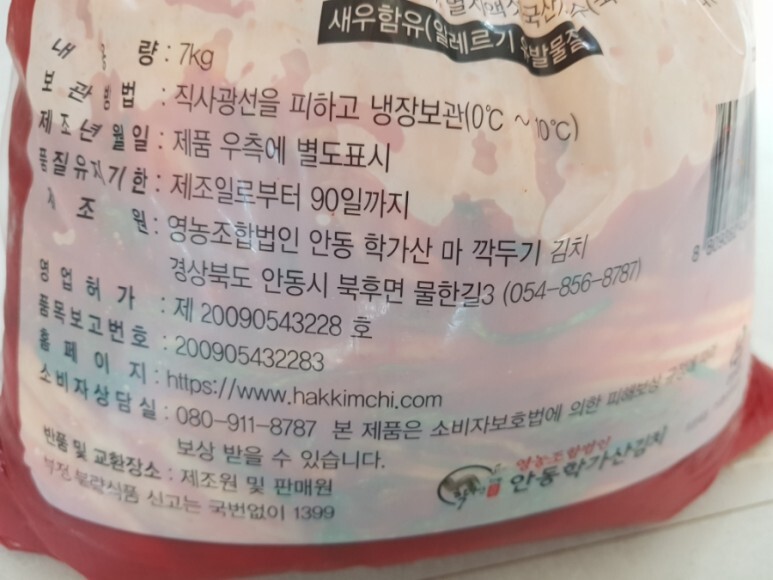 새우함유(알레르기 유발물질
내 용 량 : 7kg
보 관 방 법 : 직사광선을 피하고 냉장보관(0℃ ~ 10℃)
제 조 년 월 일 : 제품 우측에 별도표시
품 질 유 지 기 한 : 제조일로부터 90일까지
제 조 원 : 영농조합법인 안동 학가산 마 깍두기 김치
경상북도 안동시 북후면 물한길3 (054-856-8787)
영 업 허 가 : 제 20090543228 호
품목보고번호 : 200905432283
홈 페 이 지 : https://www.hakkimchi.com
소비자상담실 : 080-911-8787 본 제품은 소비자보호법에 의한 피해보상 규정에 따라
보상 받을 수 있습니다.
반품 및 교환장소 : 제조원 및 판매원
부정 불량식품 신고는 국번없이 1399
영농조합법인
안동학가산김치